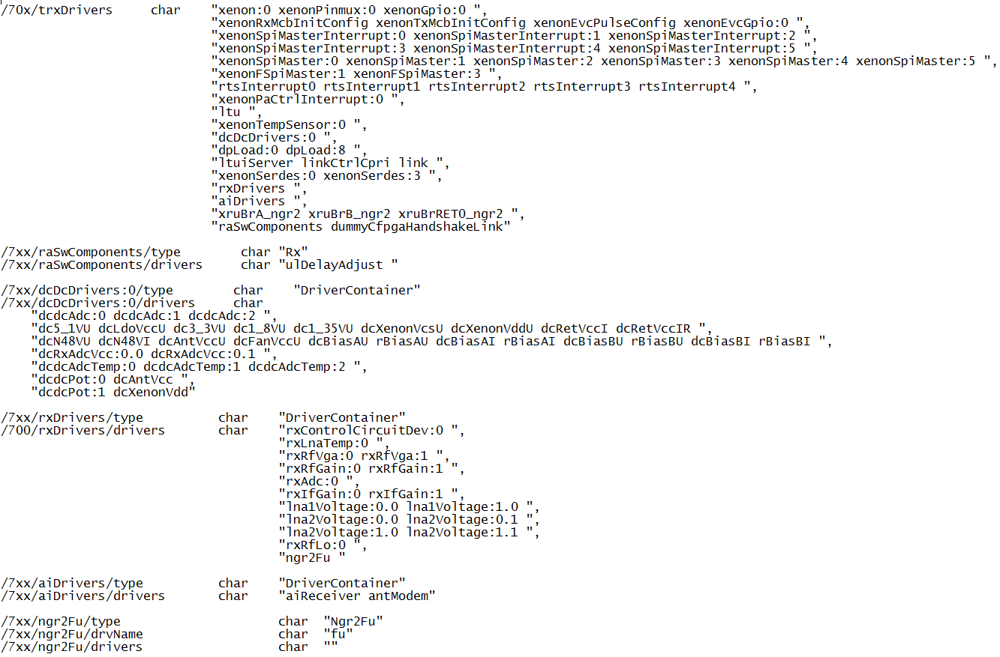 /70x/trxDrivers char "xenon:0 xenonPinmux:0 xenonGpio:0 ",
"xenonRxMcbInitConfig xenonTxMcbInitConfig xenonEvcPulseConfig xenonEvcGpio:0 ",
"xenonSpiMasterInterrupt:0 xenonSpiMasterInterrupt:1 xenonSpiMasterInterrupt:2 ",
"xenonSpiMasterInterrupt:3 xenonSpiMasterInterrupt:4 xenonSpiMasterInterrupt:5 ",
"xenonSpiMaster:0 xenonSpiMaster:1 xenonSpiMaster:2 xenonSpiMaster:3 xenonSpiMaster:4 xenonSpiMaster:5 ",
"xenonFSpiMaster:1 xenonFSpiMaster:3 ",
"rtsInterrupt0 rtsInterrupt1 rtsInterrupt2 rtsInterrupt3 rtsInterrupt4 ",
"xenonPaCtrlInterrupt:0 ",
"ltu ",
"xenonTempSensor:0 ",
"dcDcDrivers:0 ",
"dpLoad:0 dpLoad:8 ",
"ltuiServer linkCtrlCpri link ",
"xenonSerdes:0 xenonSerdes:3 ",
"rxDrivers ",
"aiDrivers ",
"xruBrA_ngr2 xruBrB_ngr2 xruBrRET0_ngr2 ",
"raSwComponents dummyCfpgaHandshakeLink"
/7xx/raSwComponents/type char "Rx"
/7xx/raSwComponents/drivers char "ulDelayAdjust "
/7xx/dcDcDrivers:0/type char "DriverContainer"
/7xx/dcDcDrivers:0/drivers char
"dcdcAdc:0 dcdcAdc:1 dcdcAdc:2 ",
"dc5_1VU dcLdoVccU dc3_3VU dc1_8VU dc1_35VU dcXenonVcsU dcXenonVddU dcRetVccI dcRetVccIR ",
"dcN48VU dcN48VI dcAntVccU dcFanVccU dcBiasAU rBiasAU dcBiasAI rBiasAI dcBiasBU rBiasBU dcBiasBI rBiasBI ",
"dcRxAdcVcc:0.0 dcRxAdcVcc:0.1 ",
"dcdcAdcTemp:0 dcdcAdcTemp:1 dcdcAdcTemp:2 ",
"dcdcPot:0 dcAntVcc ",
"dcdcPot:1 dcXenonVdd"
/7xx/rxDrivers/type char "DriverContainer"
/700/rxDrivers/drivers char "rxControlCircuitDev:0 ",
"rxLnaTemp:0 ",
"rxRfVga:0 rxRfVga:1 ",
"rxRfGain:0 rxRfGain:1 ",
"rxAdc:0 ",
"rxIfGain:0 rxIfGain:1 ",
"lna1Voltage:0.0 lna1Voltage:1.0 ",
"lna2Voltage:0.0 lna2Voltage:0.1 ",
"lna2Voltage:1.0 lna2Voltage:1.1 ",
"rxRfLo:0 ",
"ngr2Fu "
/7xx/aiDrivers/type char "DriverContainer"
/7xx/aiDrivers/drivers char "aiReceiver antModem"
/7xx/ngr2Fu/type char "Ngr2Fu"
/7xx/ngr2Fu/drvName char "fu"
/7xx/ngr2Fu/drivers char ""